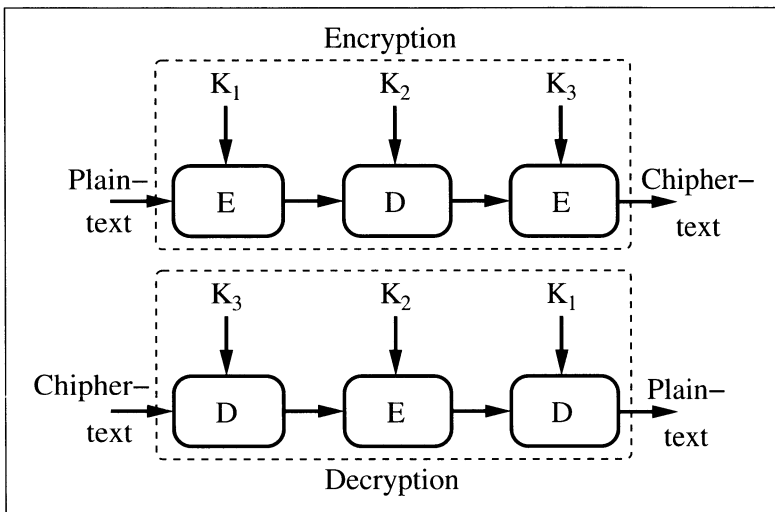 Encryption
K1 K2 K3
Plain– Chipher–
E D E
text text
K3 K2 K1
Chipher– Plain–
D E D
text text
Decryption